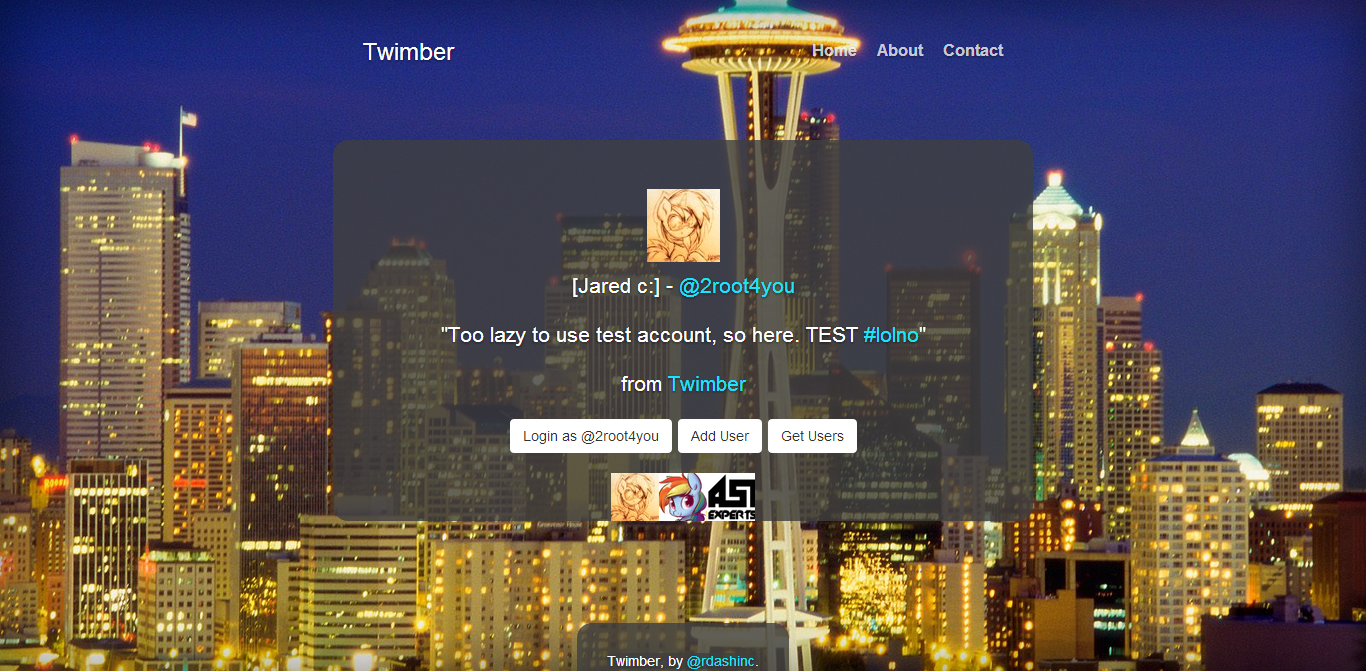 Twimber
Home About Contact
[Jared c:] - @2root4you
"Too lazy to use test account, so here. TEST #lolno"
from Twimber
Login as @2root4you Add User Get Users
AST
EXPERTS
Twimber, by @rdashinc.